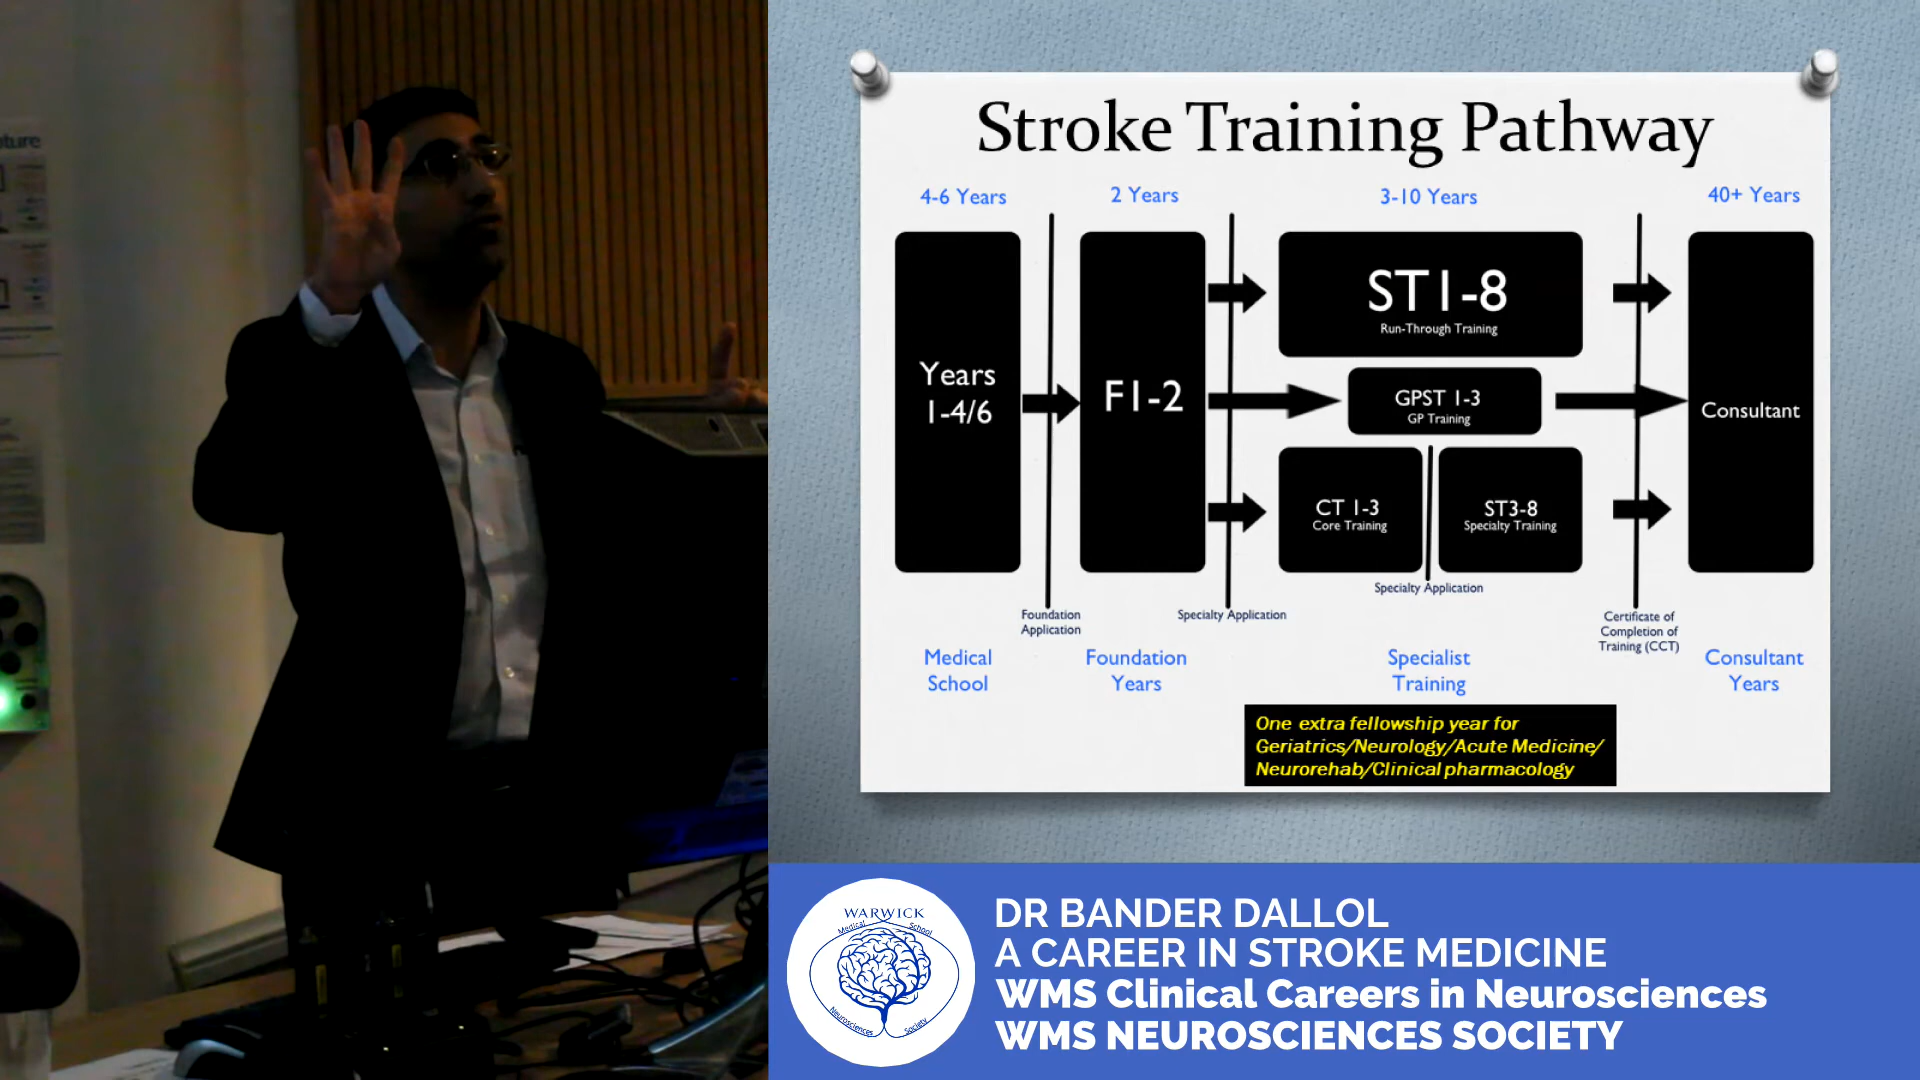 ture
Stroke Training Pathway
4-6 Years
2 Years
3-10 Years
40+ Years
Years
1-4/6
F1-2
ST1-8
Run-Through Training
GPST 1-3
GP Training
CT 1-3
Core Training
ST3-8
Specialty Training
Consultant
Foundation
Application
Specialty Application
Specialty Application
Certificate of
Completion of
Training (CCT)
Medical
School
Foundation
Years
Specialist
Training
Consultant
Years
One extra fellowship year for
Geriatrics/Neurology/Acute Medicine/
Neurorehab/Clinical pharmacology
WARWICK
Medical School
Neurosciences Society
DR BANDER DALLOL
A CAREER IN STROKE MEDICINE
WMS Clinical Careers in Neurosciences
WMS NEUROSCIENCES SOCIETY